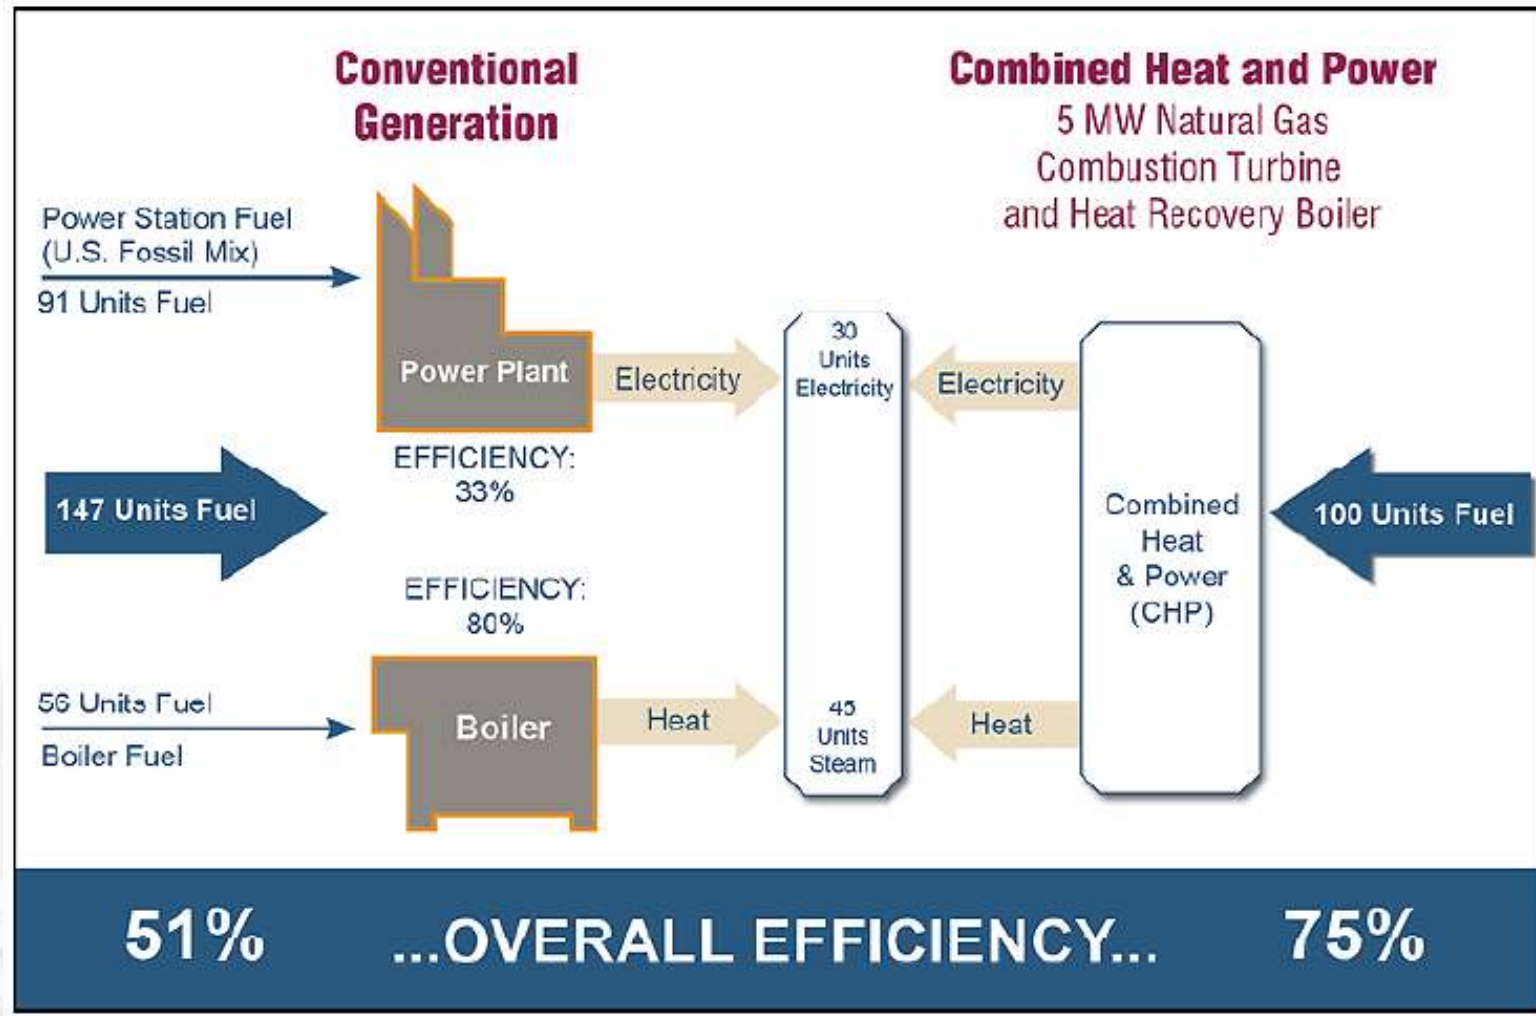 Conventional
Generation
Combined Heat and Power
5 MW Natural Gas
Combustion Turbine
and Heat Recovery Boiler
Power Station Fuel
(U.S. Fossil Mix)
91 Units Fuel
Power Plant
EFFICIENCY:
33%
147 Units Fuel
EFFICIENCY:
80%
56 Units Fuel
Boiler Fuel
Boiler
Electricity
Heat
30
Units
Electricity
45
Units
Steam
Electricity
Heat
Combined
Heat
& Power
(CHP)
100 Units Fuel
51% ...OVERALL EFFICIENCY... 75%